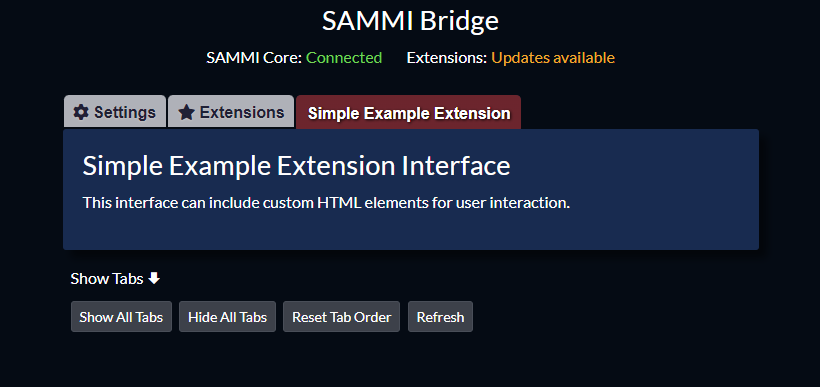 SAMMI Bridge
SAMMI Core: Connected Extensions: Updates available
Settings Extensions Simple Example Extension
Simple Example Extension Interface
This interface can include custom HTML elements for user interaction.
Show Tabs
Show All Tabs Hide All Tabs Reset Tab Order Refresh